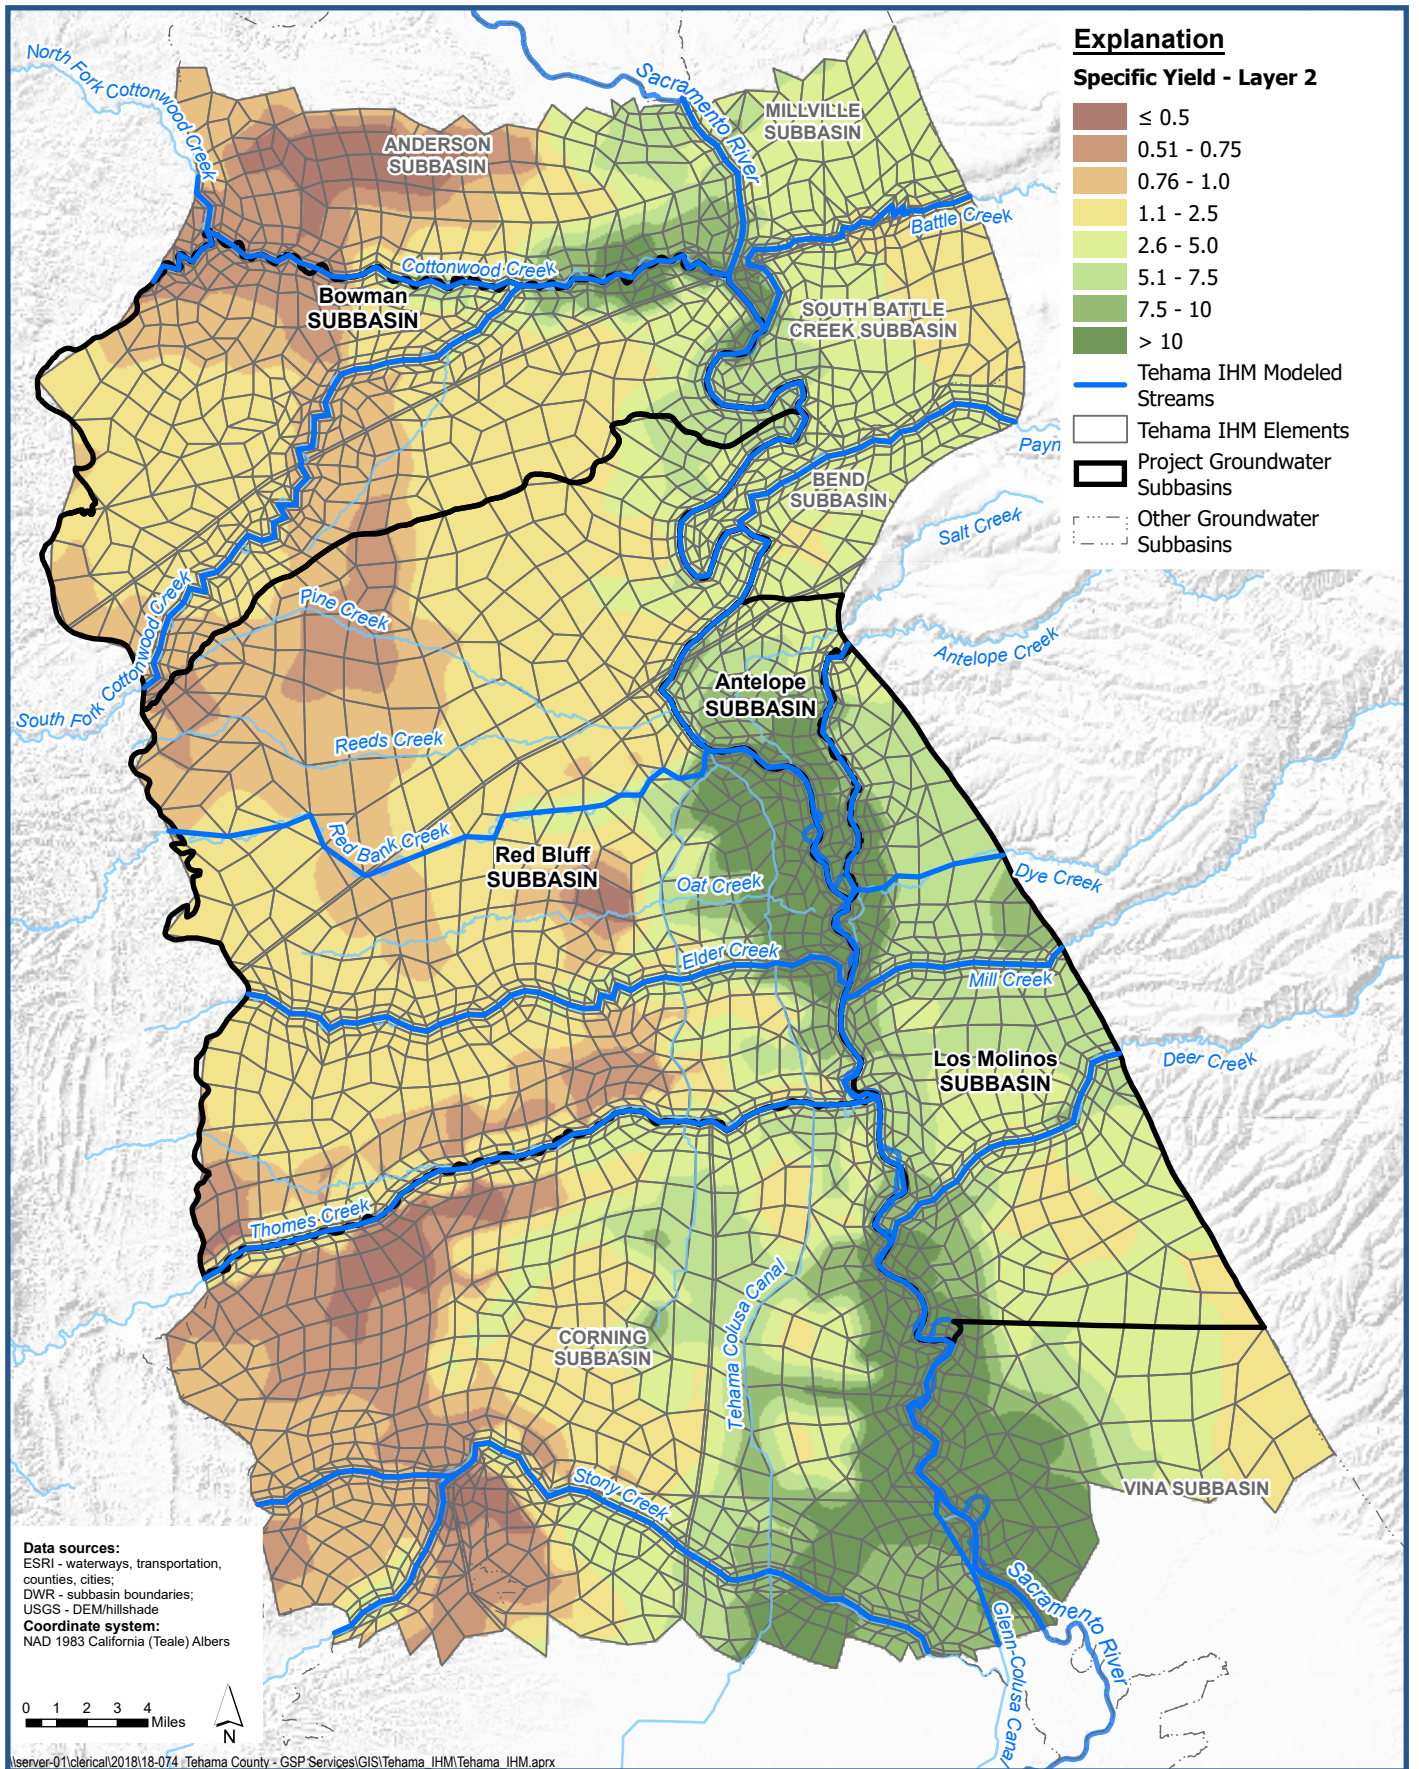 Explanation
Specific Yield - Layer 2
≤ 0.5
0.51 - 0.75
0.76 - 1.0
1.1 - 2.5
2.6 - 5.0
5.1 - 7.5
7.5 - 10
> 10
Tehama IHM Modeled
Streams
Tehama IHM Elements
Project Groundwater
Subbasins
Other Groundwater
Subbasins
North Fork Cottonwood Creek
Sacramento River
MILLVILLE
SUBBASIN
ANDERSON
SUBBASIN
Battle Creek
Cottonwood Creek
Bowman
SUBBASIN
SOUTH BATTLE
CREEK SUBBASIN
Payn
BEND
SUBBASIN
Salt Creek
Pine Creek
South Fork Cottonwood Creek
Antelope Creek
Antelope
SUBBASIN
Reeds Creek
Red Bank Creek
Red Bluff
SUBBASIN
Oat Creek
Dye Creek
Elder Creek
Mill Creek
Los Molinos
SUBBASIN
Deer Creek
Thomes Creek
Tehama Colusa Canal
CORNING
SUBBASIN
Stony Creek
VINA SUBBASIN
Sacramento River
Glenn-Colusa Canal
Data sources:
ESRI - waterways, transportation,
counties, cities;
DWR - subbasin boundaries;
USGS - DEM/hillshade
Coordinate system:
NAD 1983 California (Teale) Albers
0 1 2 3 4
Miles
N
\\server-01\clerical\2018\18-074_Tehama County - GSP Services\GIS\Tehama_IHM\Tehama_IHM.aprx